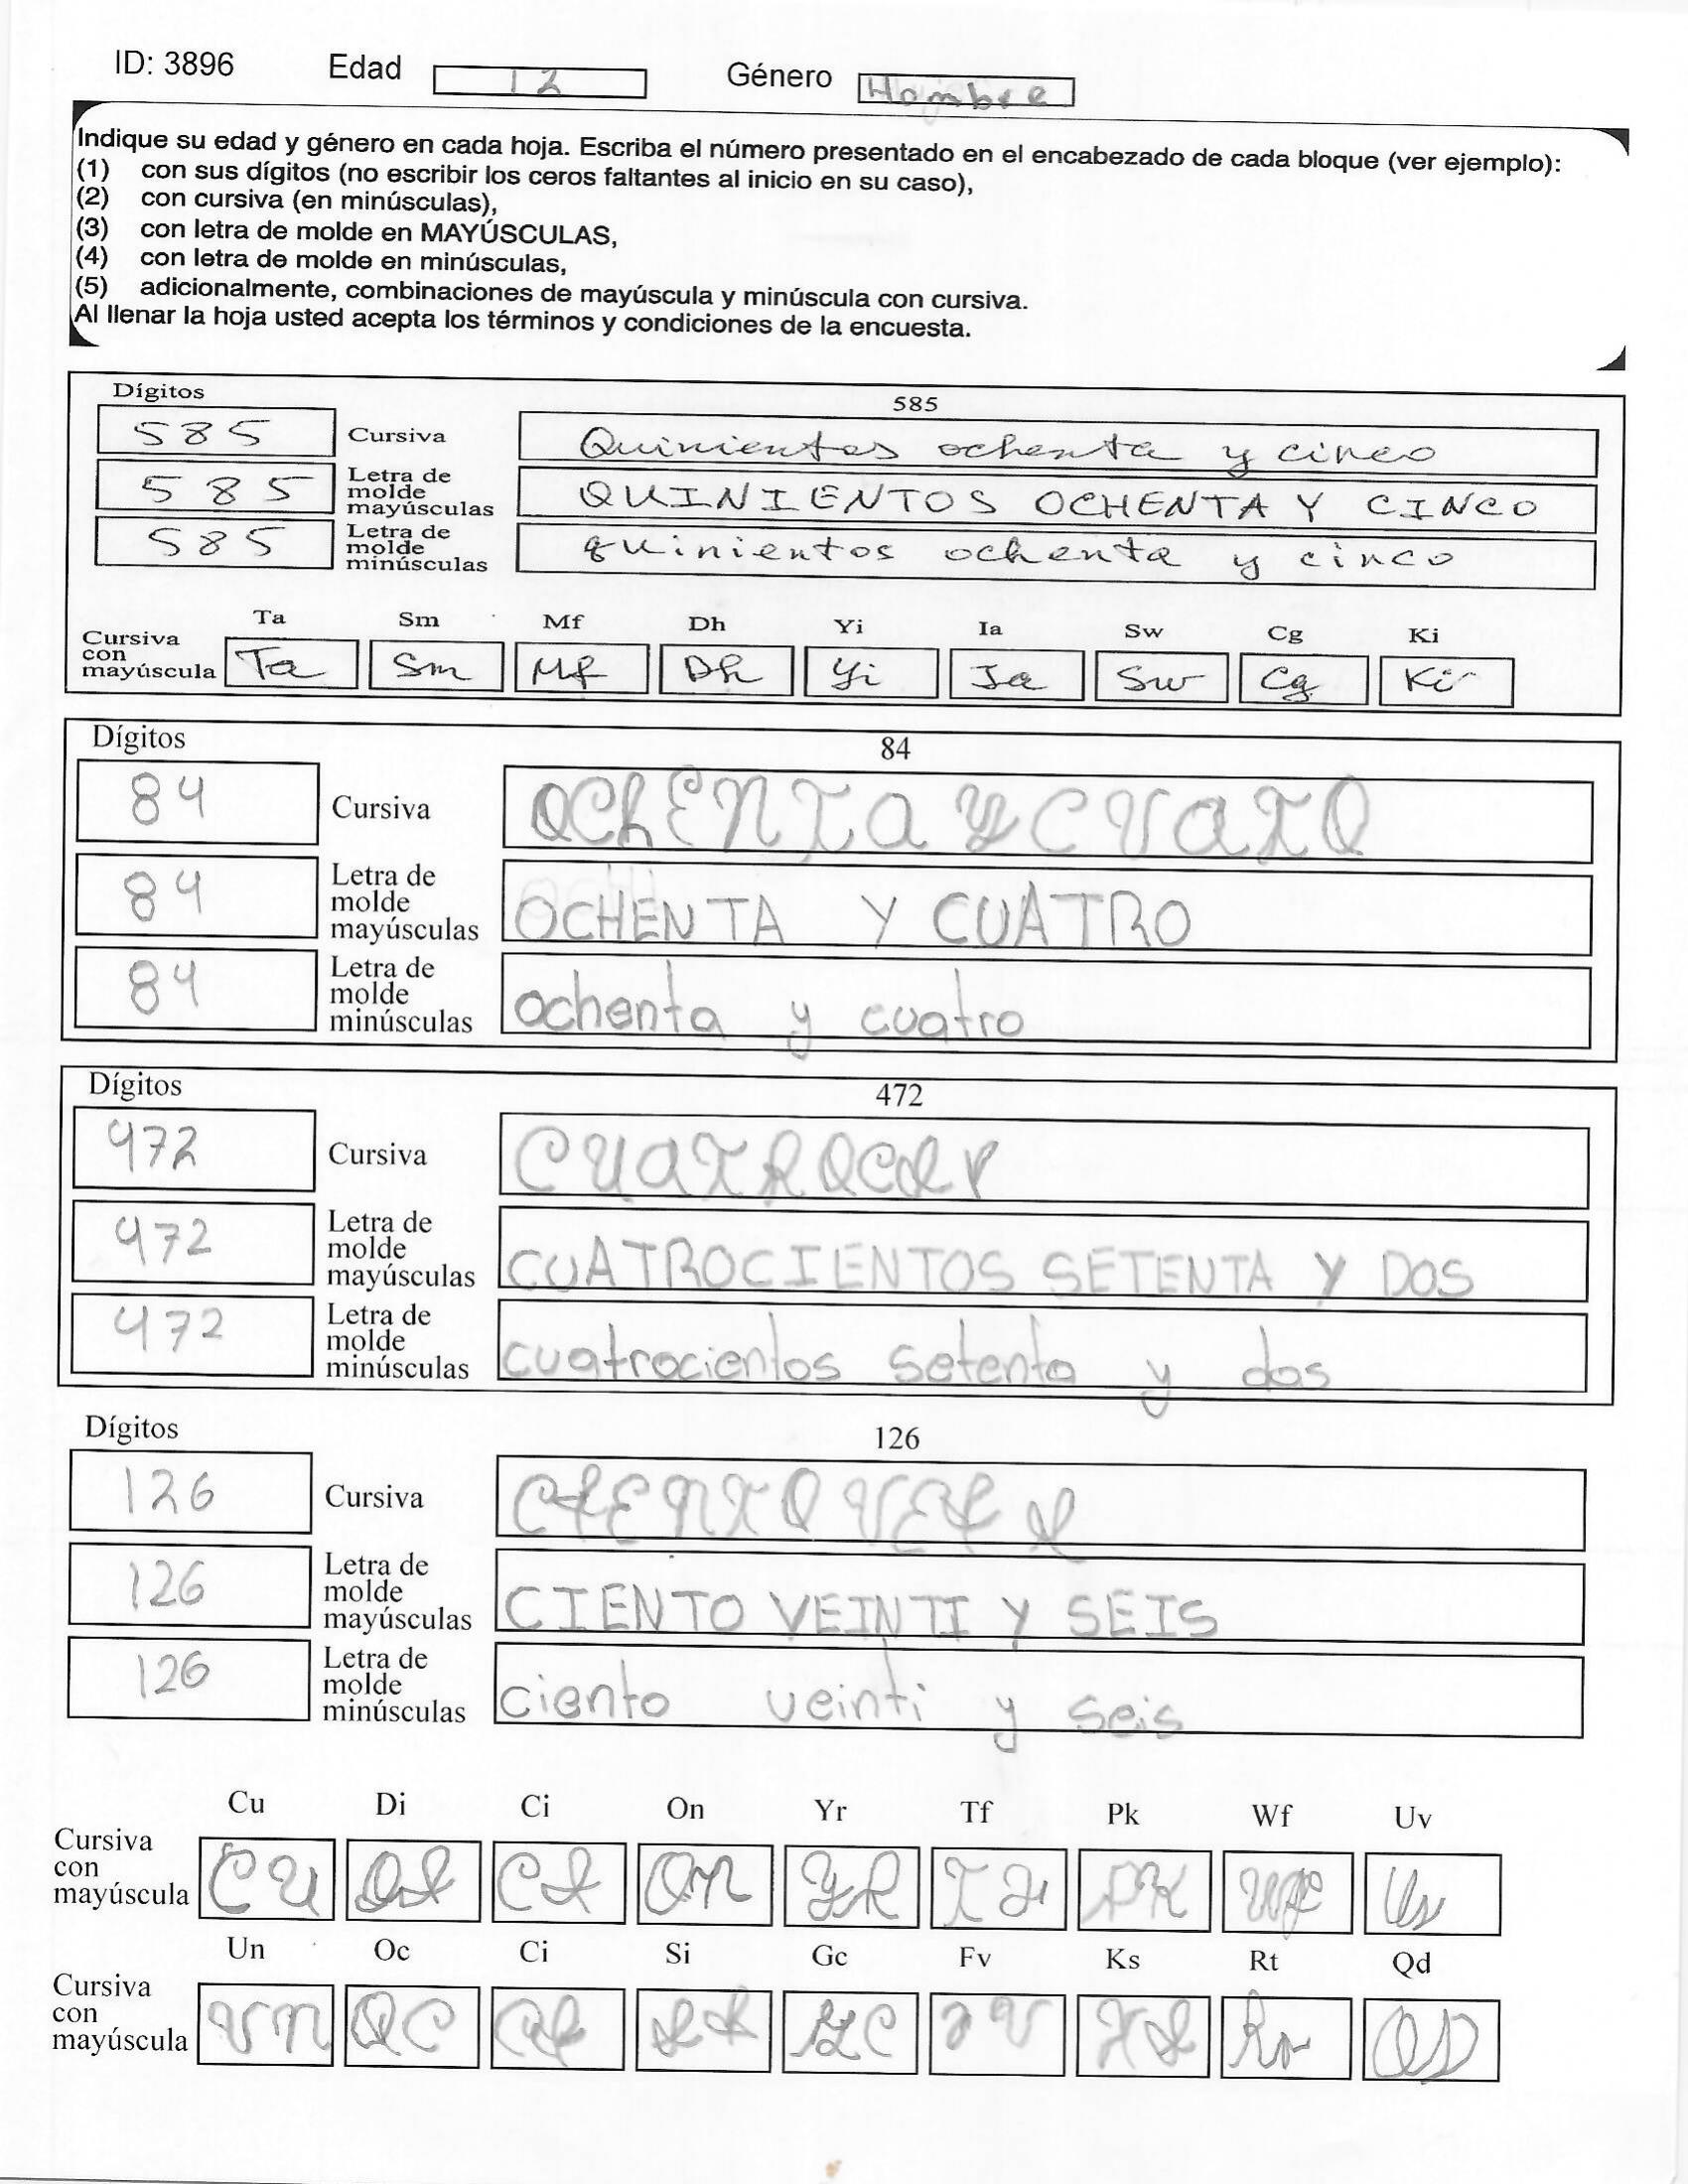 ID: 3896 Edad 12 Género Hombre
Indique su edad y género en cada hoja. Escriba el número presentado en el encabezado de cada bloque (ver ejemplo):
(1) con sus dígitos (no escribir los ceros faltantes al inicio en su caso),
(2) con cursiva (en minúsculas),
(3) con letra de molde en MAYÚSCULAS,
(4) con letra de molde en minúsculas,
(5) adicionalmente, combinaciones de mayúscula y minúscula con cursiva.
Al llenar la hoja usted acepta los términos y condiciones de la encuesta.
Dígitos 585
585 Cursiva Quinientos ochenta y cinco
585 Letra de molde mayúsculas QUINIENTOS OCHENTA Y CINCO
585 Letra de molde minúsculas quinientos ochenta y cinco
Ta Sm Mf Dh Yi Ia Sw Cg Ki
Cursiva con mayúscula Ta Sm Mf Dh Yi Ia Sw Cg Ki
Dígitos 84
84 Cursiva OChENTA Y CUATO
84 Letra de molde mayúsculas OCHENTA Y CUATRO
84 Letra de molde minúsculas ochenta y cuatro
Dígitos 472
472 Cursiva
472 Letra de molde mayúsculas CUATROCIENTOS SETENTA Y DOS
472 Letra de molde minúsculas cuatrocientos setenta y dos
Dígitos 126
126 Cursiva CIENTO
126 Letra de molde mayúsculas CIENTO VEINTI Y SEIS
126 Letra de molde minúsculas ciento veinti y seis
Cu Di Ci On Yr Tf Pk Wf Uv
Cursiva con mayúscula CU DI CI On YR TF PK Wf Uv
Un Oc Ci Si Gc Fv Ks Rt Qd
Cursiva con mayúscula UN OC CI SI GC FV KS QD